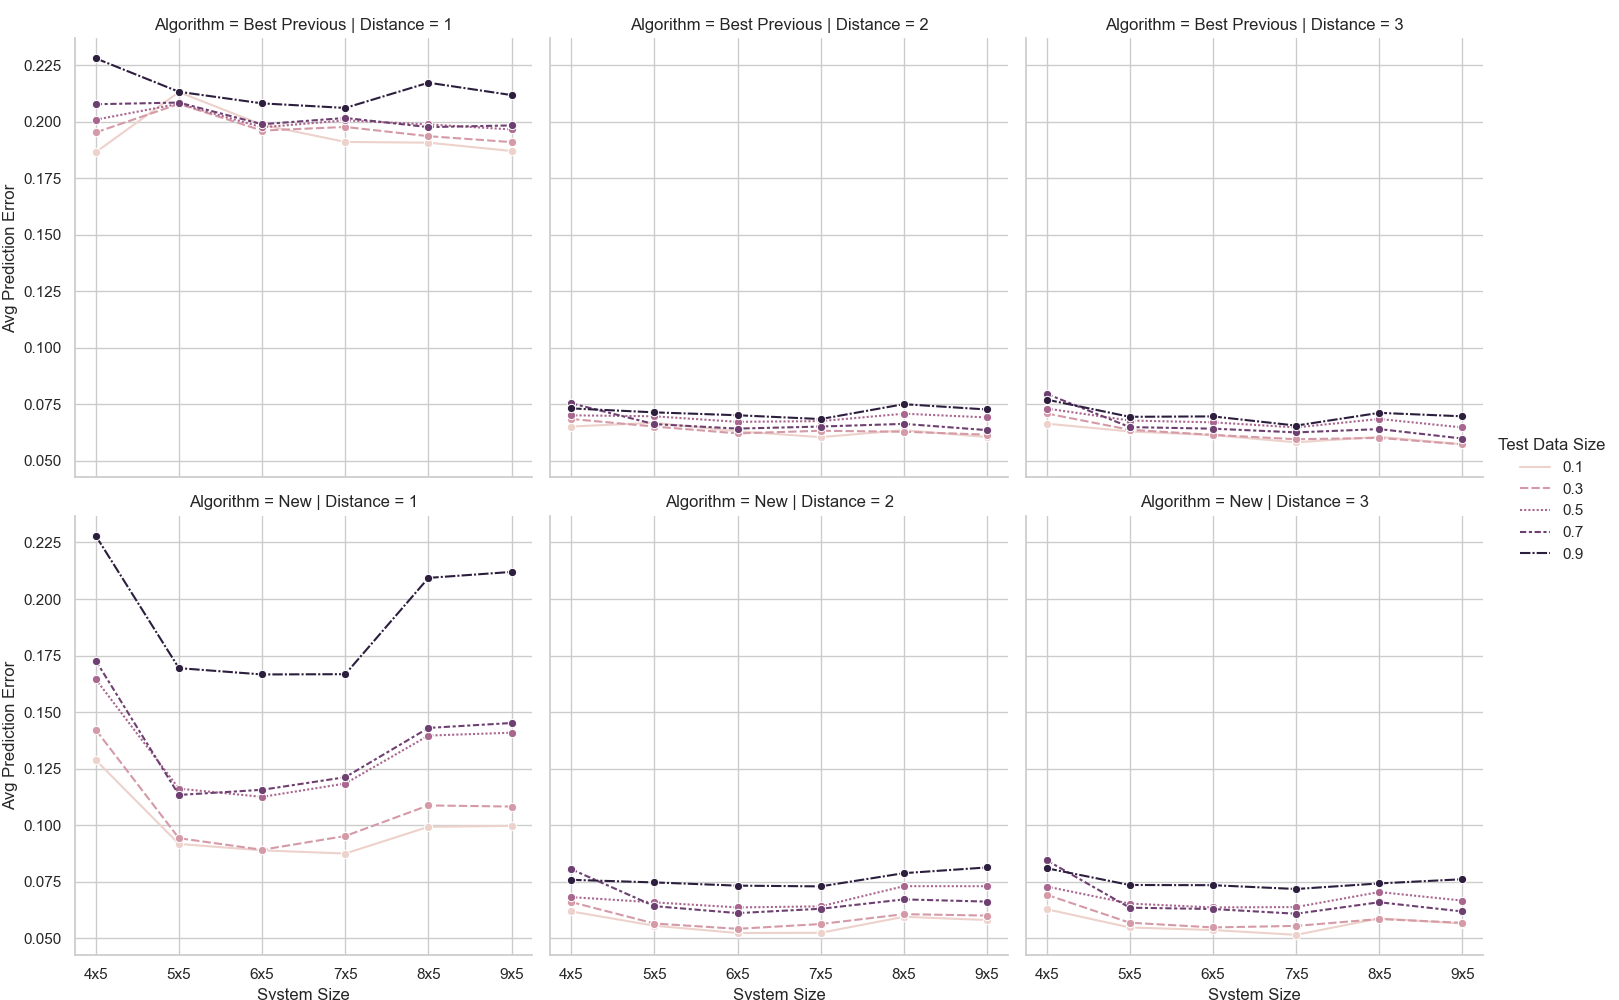 Algorithm = Best Previous | Distance = 1
Algorithm = Best Previous | Distance = 2
Algorithm = Best Previous | Distance = 3
0.225
0.200
0.175
0.150
0.125
0.100
0.075
0.050
Avg Prediction Error
Algorithm = New | Distance = 1
Algorithm = New | Distance = 2
Algorithm = New | Distance = 3
0.225
0.200
0.175
0.150
0.125
0.100
0.075
0.050
Avg Prediction Error
4x5 5x5 6x5 7x5 8x5 9x5
System Size
4x5 5x5 6x5 7x5 8x5 9x5
System Size
4x5 5x5 6x5 7x5 8x5 9x5
System Size
Test Data Size
0.1
0.3
0.5
0.7
0.9